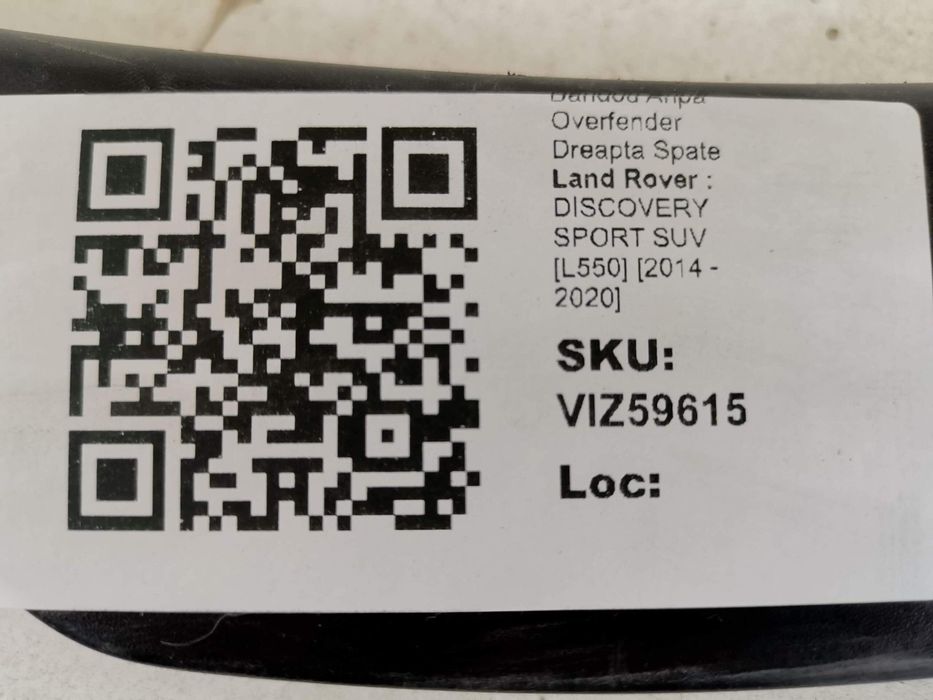 Overfender
Dreapta Spate
Land Rover :
DISCOVERY
SPORT SUV
[L550] [2014 -
2020]
SKU:
VIZ59615
Loc: